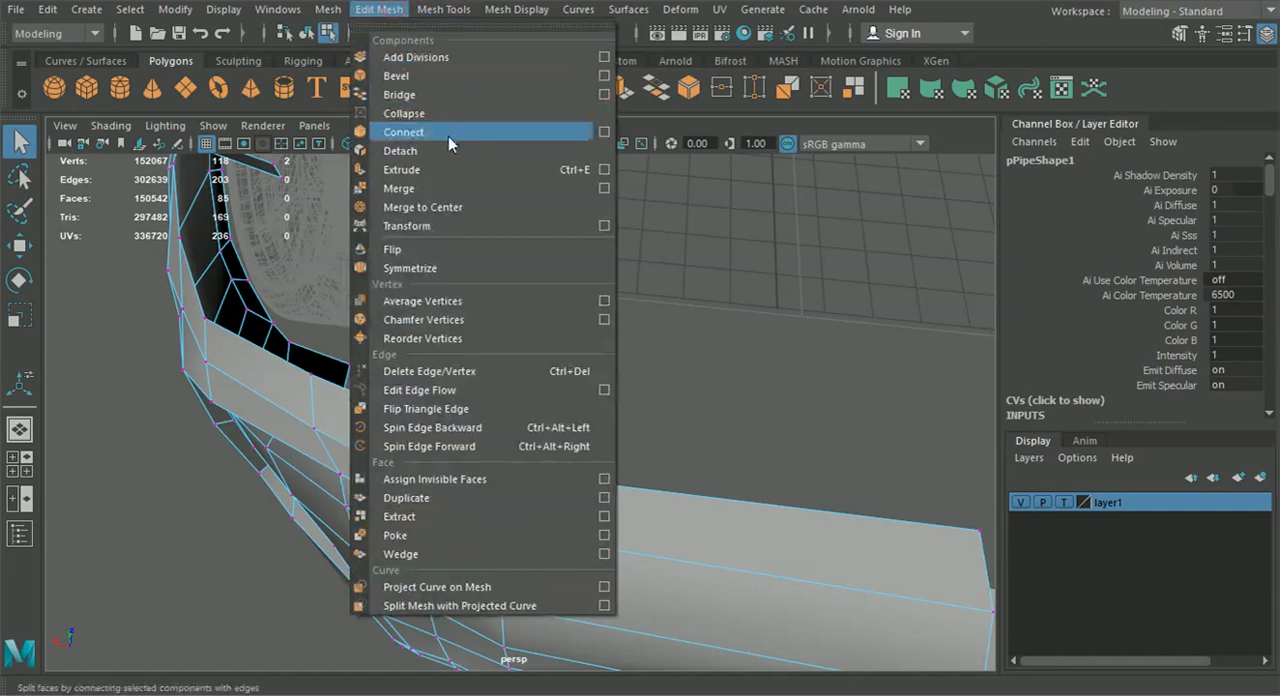 File Edit Create Select Modify Display Windows Mesh Edit Mesh Mesh Tools Mesh Display Curves Surfaces Deform UV Generate Cache Arnold Help Workspace: Modeling - Standard
Modeling Sign In
Curves / Surfaces Polygons Sculpting Rigging tom Arnold Bifrost MASH Motion Graphics XGen
T
View Shading Lighting Show Renderer Panels 0.00 1.00 sRGB gamma
Verts: 152067 118 2
Edges: 302639 203 0
Faces: 150542 85 0
Tris: 297482 169 0
UVs: 336720 236 0
Components
Add Divisions
Bevel
Bridge
Collapse
Connect
Detach
Extrude Ctrl+E
Merge
Merge to Center
Transform
Flip
Symmetrize
Vertex
Average Vertices
Chamfer Vertices
Reorder Vertices
Edge
Delete Edge/Vertex Ctrl+Del
Edit Edge Flow
Flip Triangle Edge
Spin Edge Backward Ctrl+Alt+Left
Spin Edge Forward Ctrl+Alt+Right
Face
Assign Invisible Faces
Duplicate
Extract
Poke
Wedge
Curve
Project Curve on Mesh
Split Mesh with Projected Curve
persp
Channel Box / Layer Editor
Channels Edit Object Show
pPipeShape1
Ai Shadow Density 1
Ai Exposure 0
Ai Diffuse 1
Ai Specular 1
Ai Sss 1
Ai Indirect 1
Ai Volume 1
Ai Use Color Temperature off
Ai Color Temperature 6500
Color R 1
Color G 1
Color B 1
Intensity 1
Emit Diffuse on
Emit Specular on
CVs (click to show)
INPUTS
Display Anim
Layers Options Help
V P T layer1
Split faces by connecting selected components with edges